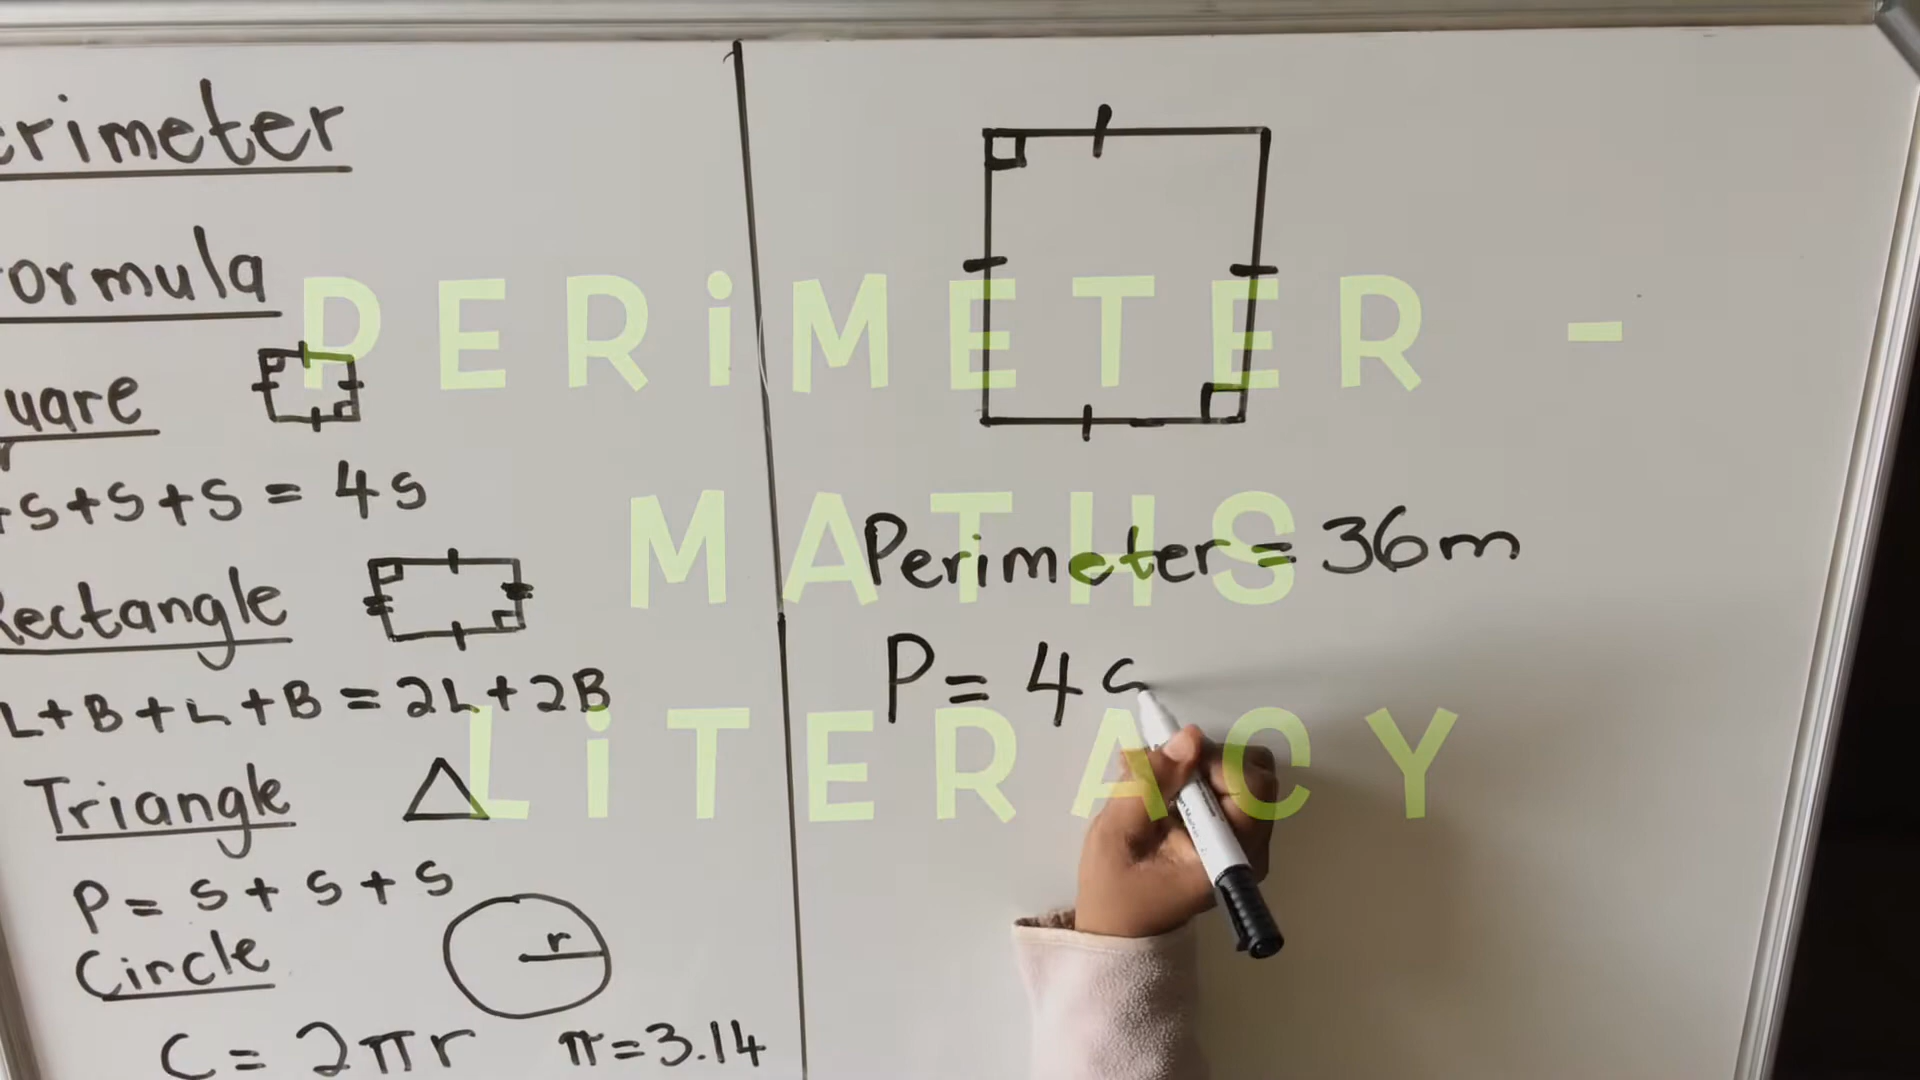 erimeter
ormula
uare
+s+s+s = 4s
Rectangle
L+B+L+B = 2L+2B
Triangle
P = s + s + s
Circle
r
C = 2πr π=3.14
Perimeter = 36m
P = 4s
PERiMETER -
MATHS
LiTERACY